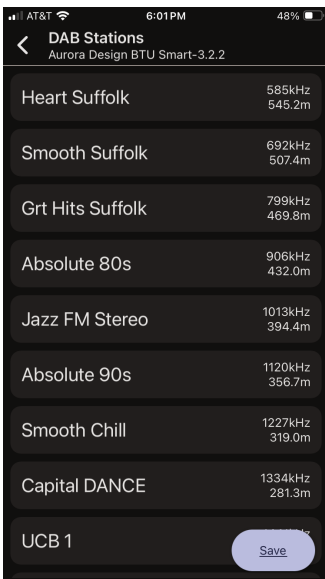 AT&T 6:01 PM 48%
DAB Stations
Aurora Design BTU Smart-3.2.2
Heart Suffolk 585kHz
545.2m
Smooth Suffolk 692kHz
507.4m
Grt Hits Suffolk 799kHz
469.8m
Absolute 80s 906kHz
432.0m
Jazz FM Stereo 1013kHz
394.4m
Absolute 90s 1120kHz
356.7m
Smooth Chill 1227kHz
319.0m
Capital DANCE 1334kHz
281.3m
UCB 1
Save